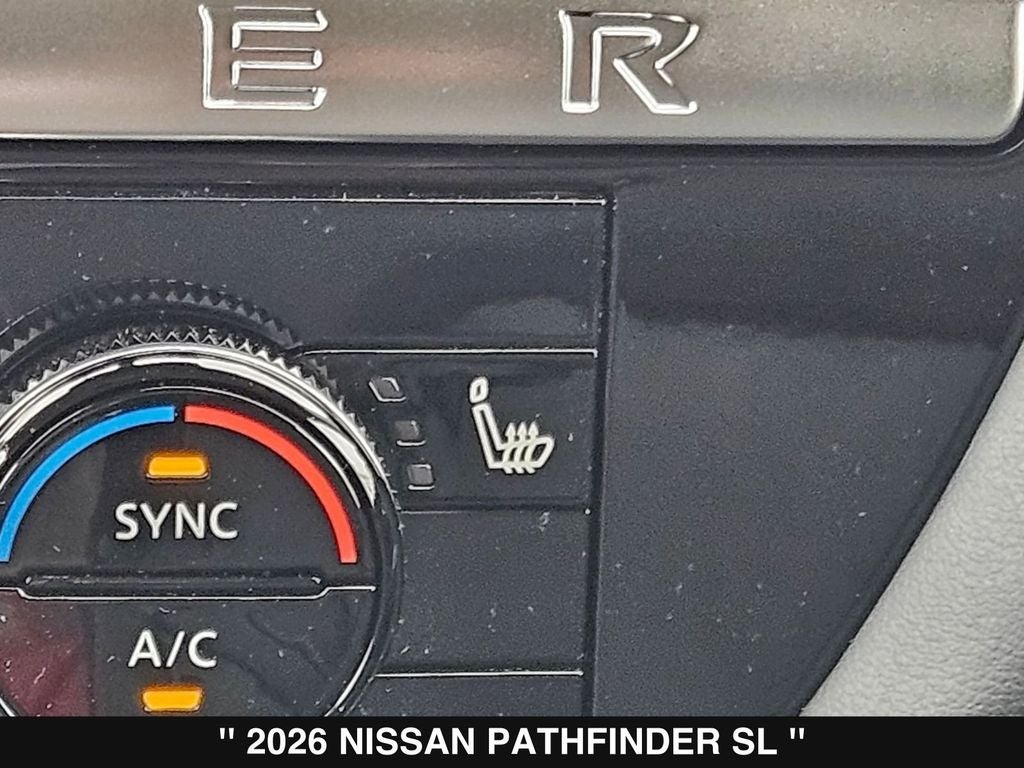 E R
SYNC
A/C
" 2026 NISSAN PATHFINDER SL "